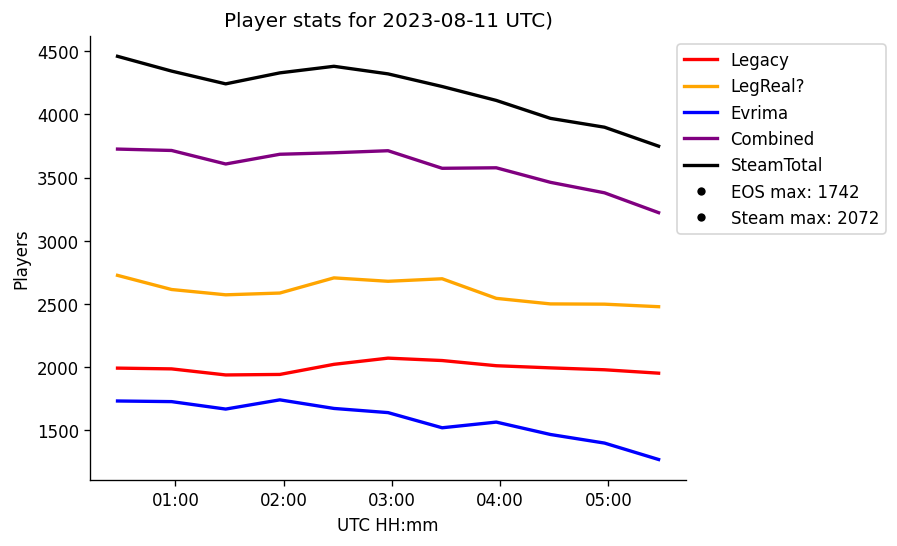 Player stats for 2023-08-11 UTC)
4500
4000
3500
3000
2500
2000
1500
Players
01:00
02:00
03:00
04:00
05:00
UTC HH:mm
Legacy
LegReal?
Evrima
Combined
SteamTotal
EOS max: 1742
Steam max: 2072